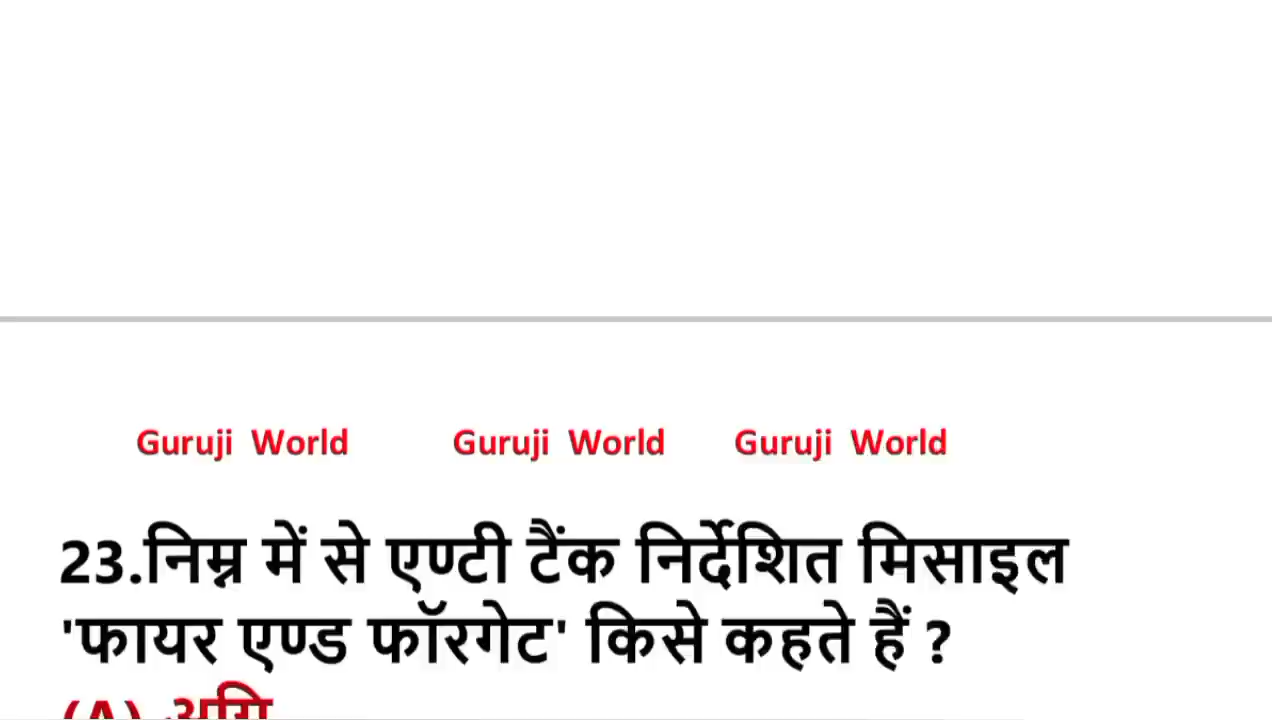 Guruji World Guruji World Guruji World
23.निम्न में से एण्टी टैंक निर्देशित मिसाइल
'फायर एण्ड फॉरगेट' किसे कहते हैं ?
(A)